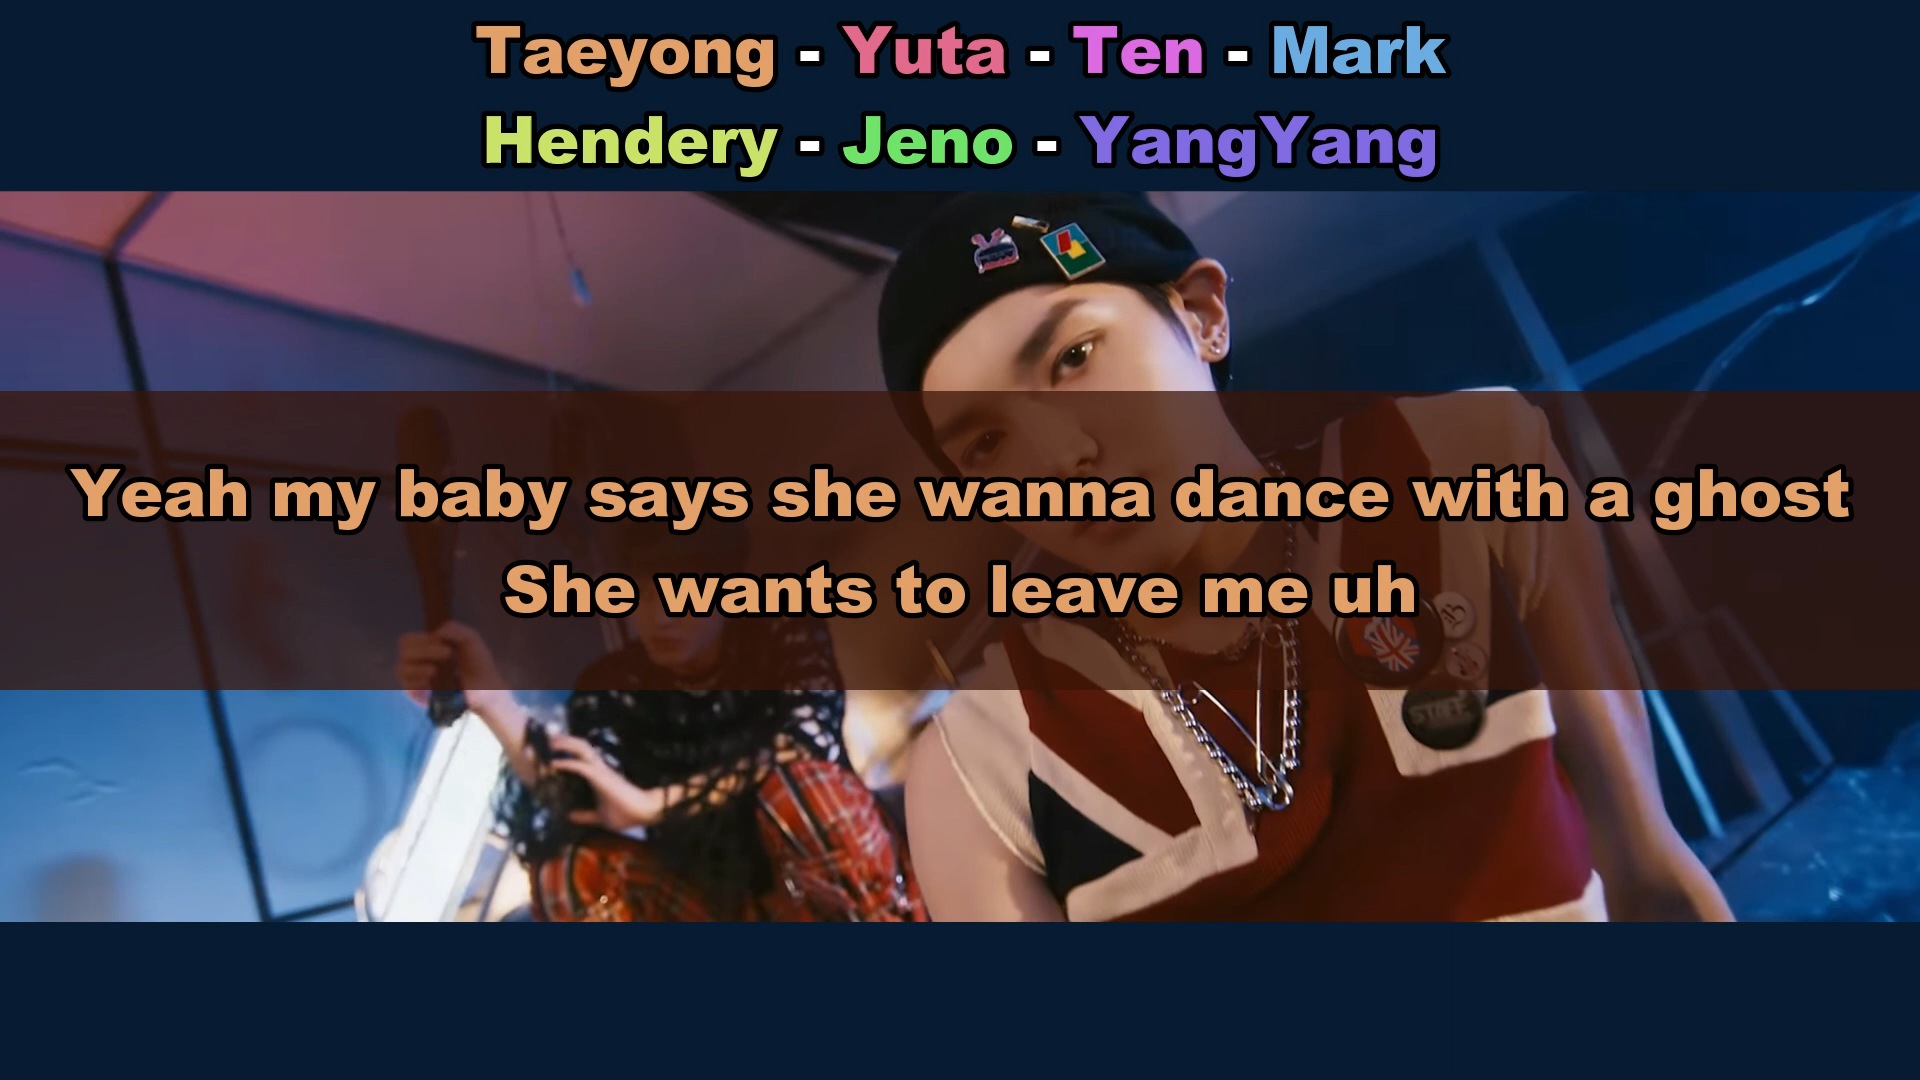 Taeyong - Yuta - Ten - Mark
Hendery - Jeno - YangYang
Yeah my baby says she wanna dance with a ghost
She wants to leave me uh